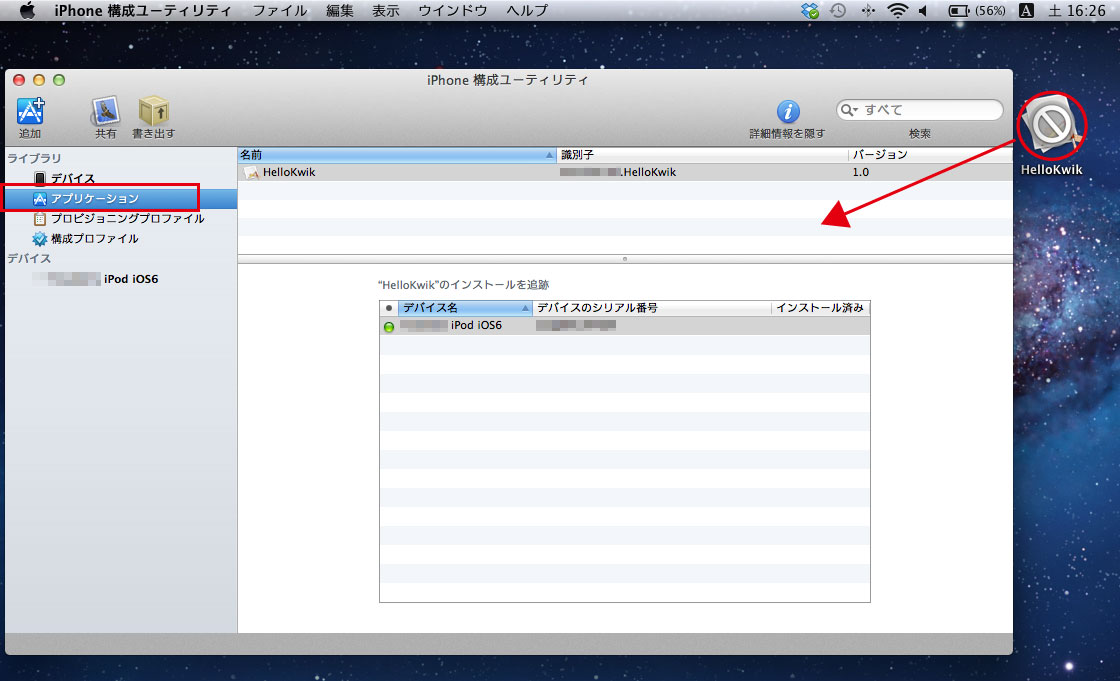 iPhone 構成ユーティリティ ファイル 編集 表示 ウインドウ ヘルプ (56%) A 土 16:26
iPhone 構成ユーティリティ
追加 共有 書き出す 詳細情報を隠す すべて 検索
ライブラリ
デバイス
アプリケーション
プロビジョニングプロファイル
構成プロファイル
デバイス
iPod iOS6
名前 識別子 バージョン
HelloKwik .HelloKwik 1.0
HelloKwik
"HelloKwik"のインストールを追跡
デバイス名 デバイスのシリアル番号 インストール済み
iPod iOS6